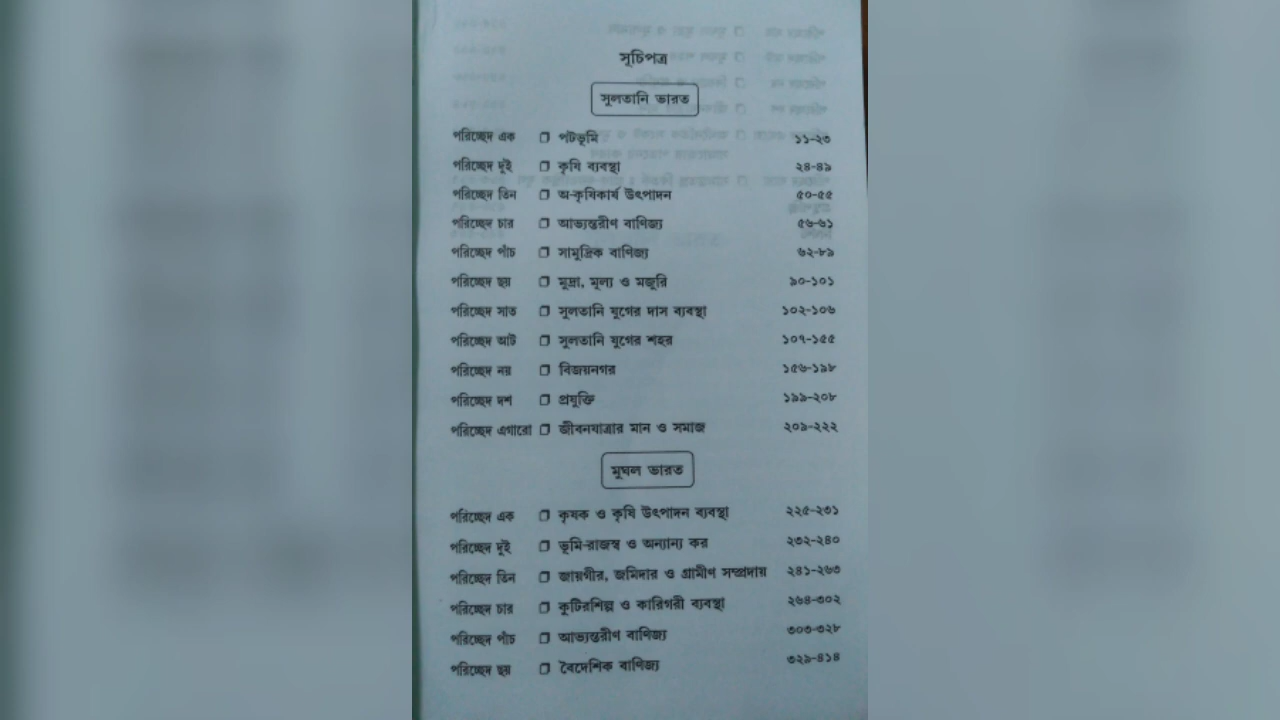 সূচিপত্র
সুলতানি ভারত
পরিচ্ছেদ এক ❐ পটভূমি ১১-২৩
পরিচ্ছেদ দুই ❐ কৃষি ব্যবস্থা ২৪-৪৯
পরিচ্ছেদ তিন ❐ অ-কৃষিকার্য উৎপাদন ৫০-৫৫
পরিচ্ছেদ চার ❐ আভ্যন্তরীণ বাণিজ্য ৫৬-৬১
পরিচ্ছেদ পাঁচ ❐ সামুদ্রিক বাণিজ্য ৬২-৮৯
পরিচ্ছেদ ছয় ❐ মুদ্রা, মূল্য ও মজুরি ৯০-১০১
পরিচ্ছেদ সাত ❐ সুলতানি যুগের দাস ব্যবস্থা ১০২-১০৬
পরিচ্ছেদ আট ❐ সুলতানি যুগের শহর ১০৭-১৫৫
পরিচ্ছেদ নয় ❐ বিজয়নগর ১৫৬-১৯৮
পরিচ্ছেদ দশ ❐ প্রযুক্তি ১৯৯-২০৮
পরিচ্ছেদ এগারো ❐ জীবনযাত্রার মান ও সমাজ ২০৯-২২২
মুঘল ভারত
পরিচ্ছেদ এক ❐ কৃষক ও কৃষি উৎপাদন ব্যবস্থা ২২৫-২৩১
পরিচ্ছেদ দুই ❐ ভূমি-রাজস্ব ও অন্যান্য কর ২৩২-২৪০
পরিচ্ছেদ তিন ❐ জায়গীর, জমিদার ও গ্রামীণ সম্প্রদায় ২৪১-২৬৩
পরিচ্ছেদ চার ❐ কুটিরশিল্প ও কারিগরী ব্যবস্থা ২৬৪-৩০২
পরিচ্ছেদ পাঁচ ❐ আভ্যন্তরীণ বাণিজ্য ৩০৩-৩২৮
পরিচ্ছেদ ছয় ❐ বৈদেশিক বাণিজ্য ৩২৯-৪১৪